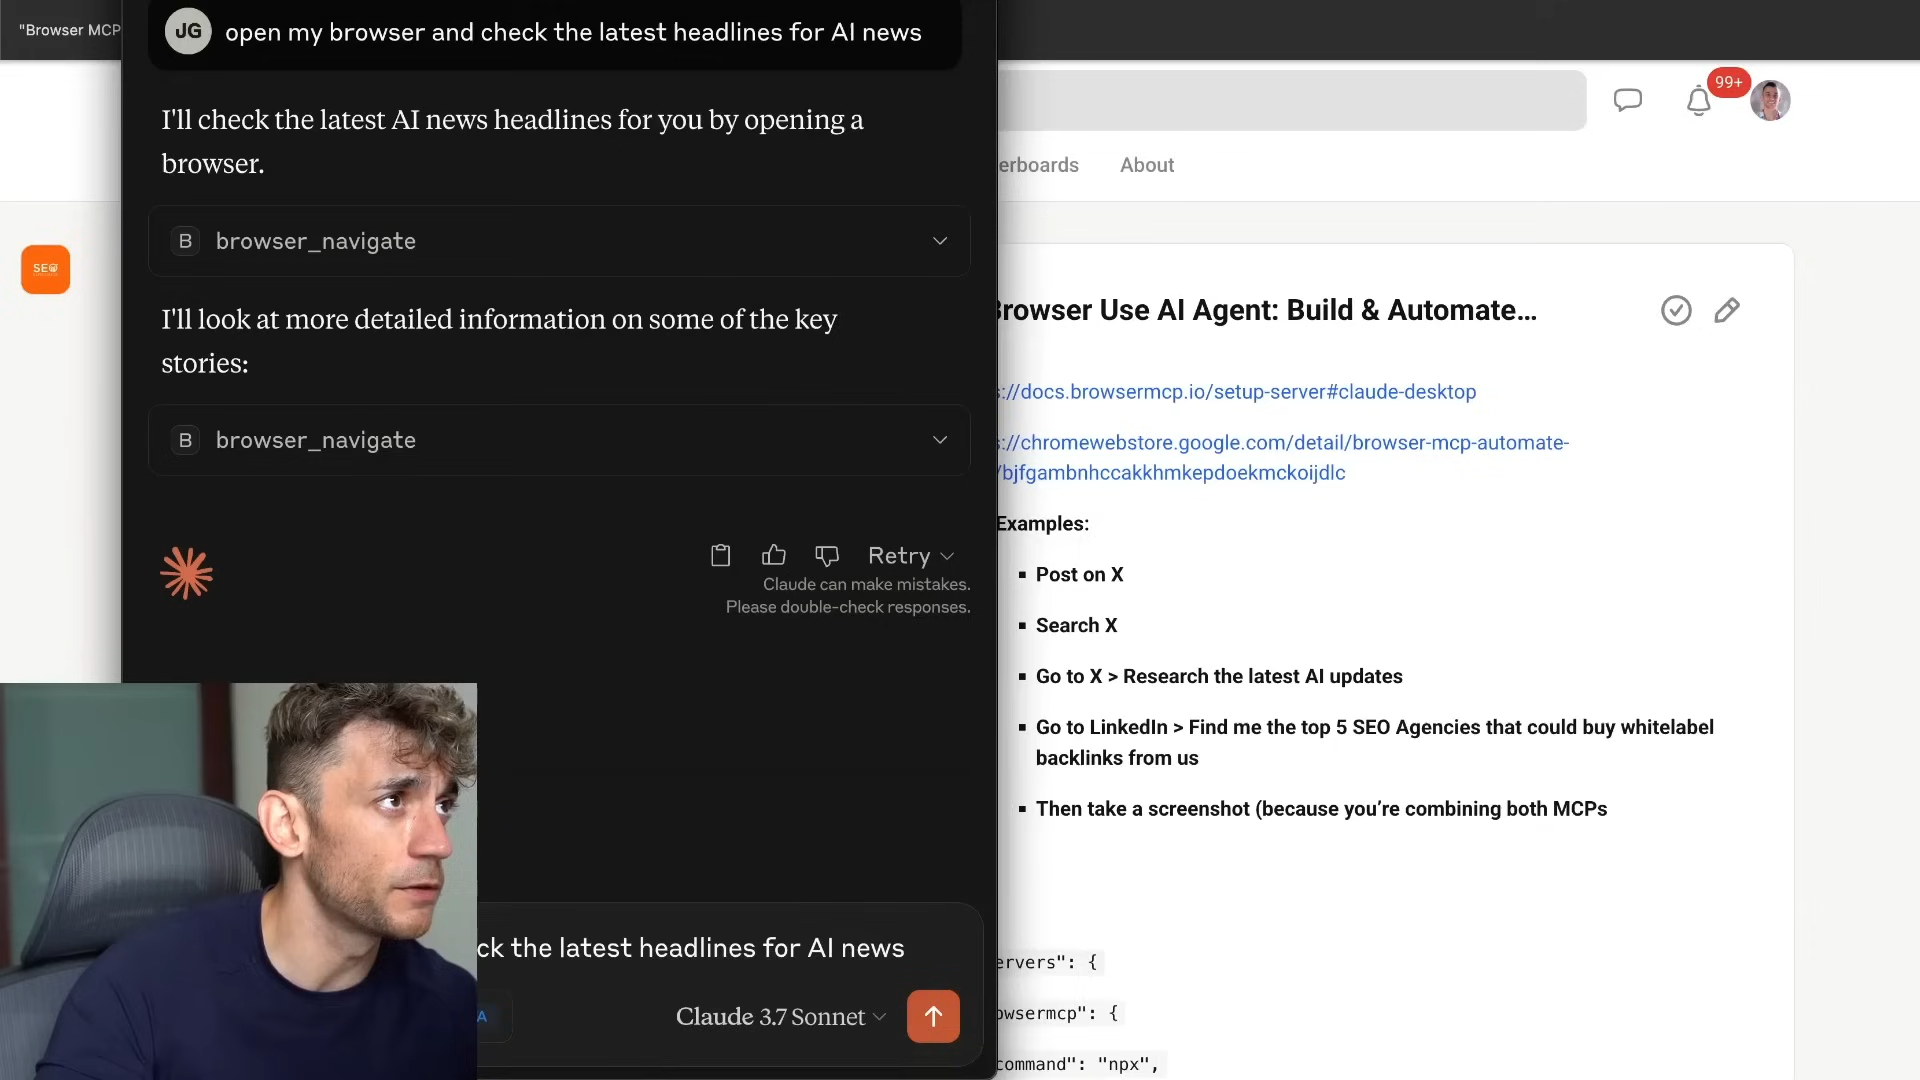 "Browser MCP
JG open my browser and check the latest headlines for AI news
I'll check the latest AI news headlines for you by opening a
browser.
B browser_navigate
I'll look at more detailed information on some of the key
stories:
B browser_navigate
Retry
Claude can make mistakes.
Please double-check responses.
ck the latest headlines for AI news
A
Claude 3.7 Sonnet
SEO
99+
erboards About
Browser Use AI Agent: Build & Automate...
s://docs.browsermcp.io/setup-server#claude-desktop
s://chromewebstore.google.com/detail/browser-mcp-automate-
/bjfgambnhccakkhmkepdoekmckoijdlc
Examples:
▪ Post on X
▪ Search X
▪ Go to X > Research the latest AI updates
▪ Go to LinkedIn > Find me the top 5 SEO Agencies that could buy whitelabel
backlinks from us
▪ Then take a screenshot (because you're combining both MCPs
ervers": {
owsermcp": {
command": "npx",